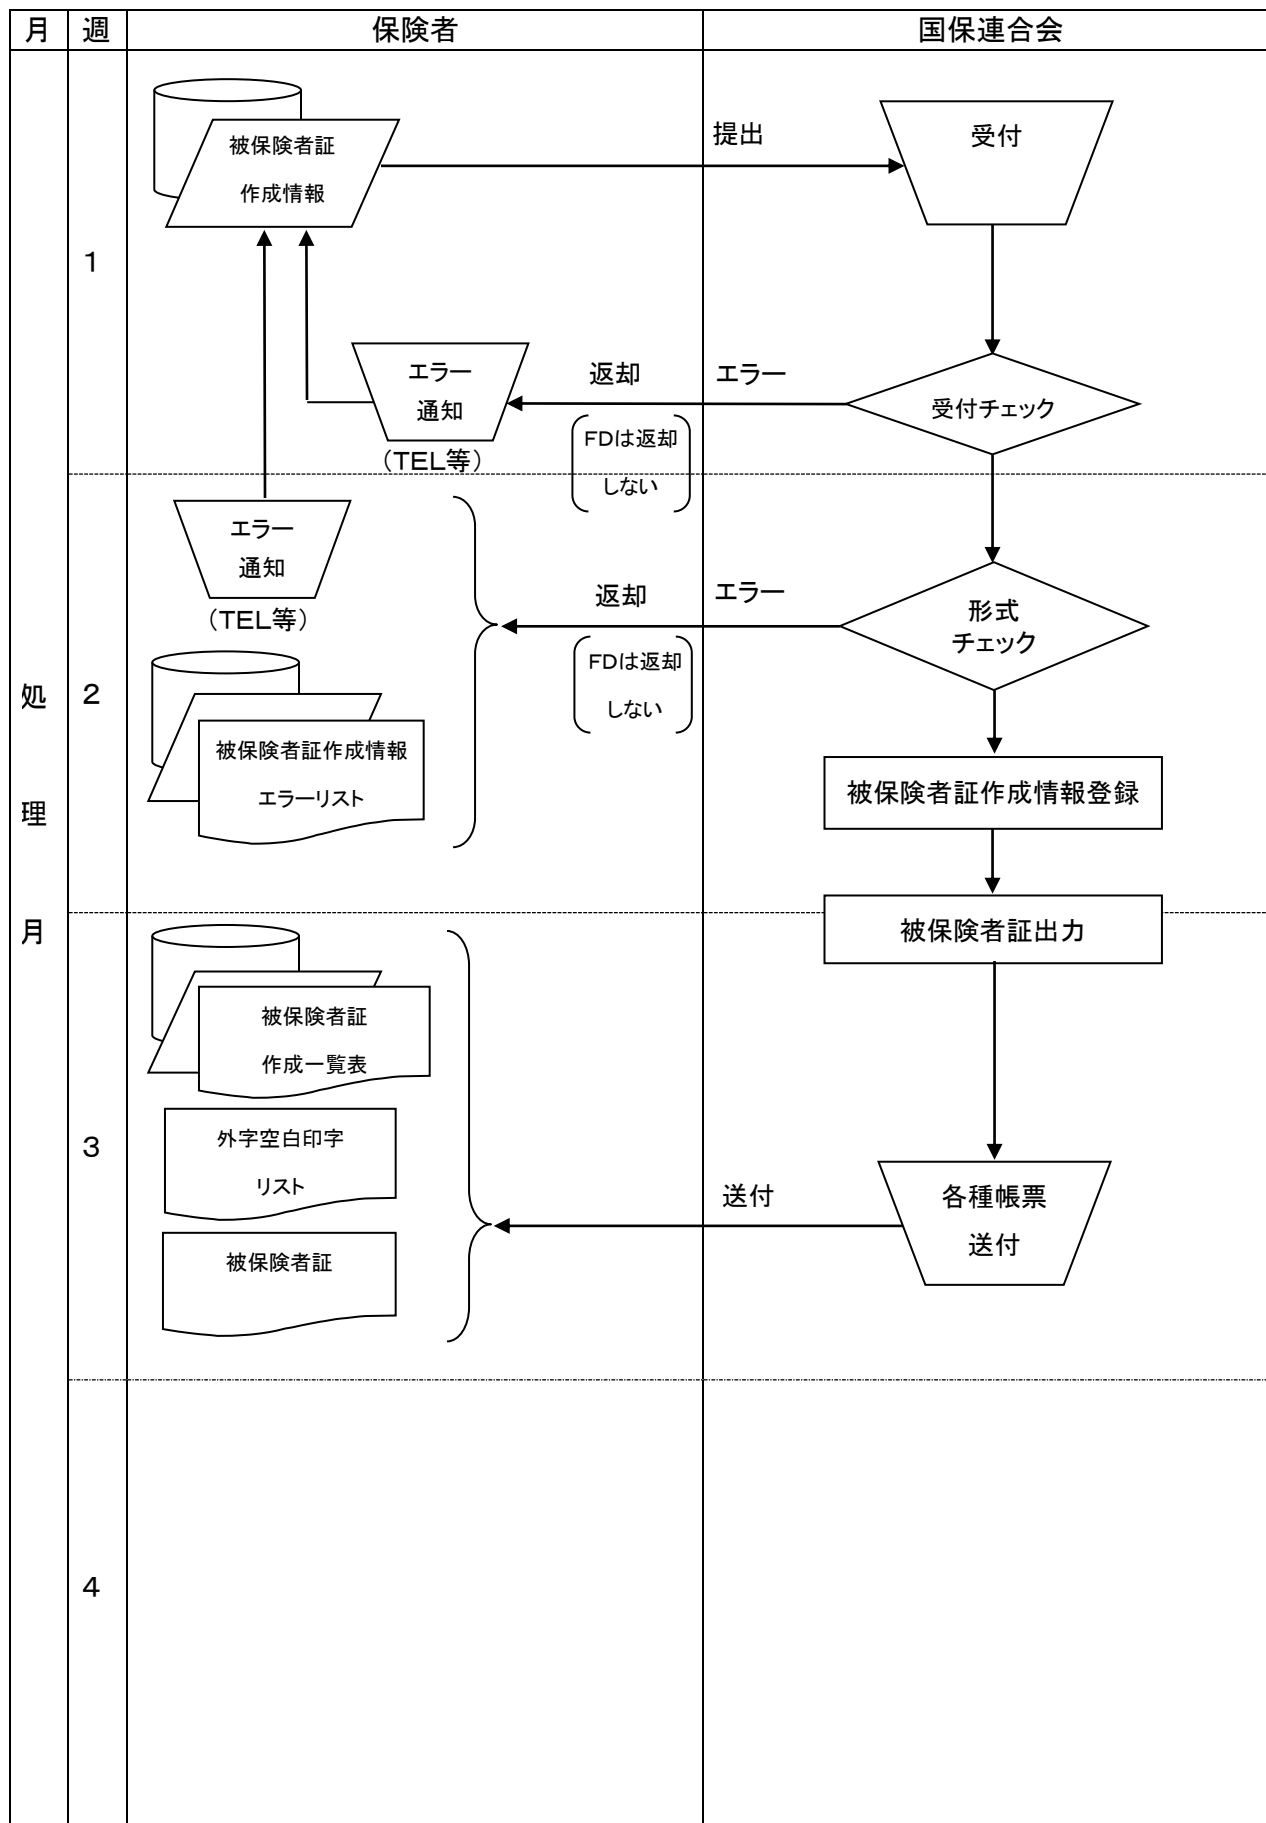 月 週 保険者 国保連合会
被保険者証
作成情報
提出
受付
1
エラー
通知
(TEL等)
返却
FDは返却
しない
エラー
受付チェック
エラー
通知
(TEL等)
返却
FDは返却
しない
エラー
形式
チェック
処
理
月
2
被保険者証作成情報
エラーリスト
被保険者証作成情報登録
被保険者証出力
3
被保険者証
作成一覧表
外字空白印字
リスト
被保険者証
送付
各種帳票
送付
4